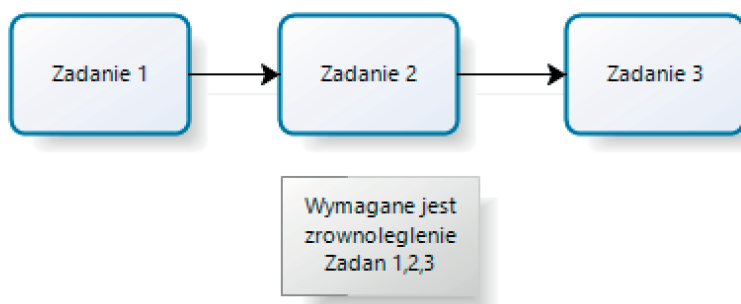 Zadanie 1
Zadanie 2
Zadanie 3
Wymagane jest
zrownoleglenie
Zadan 1,2,3